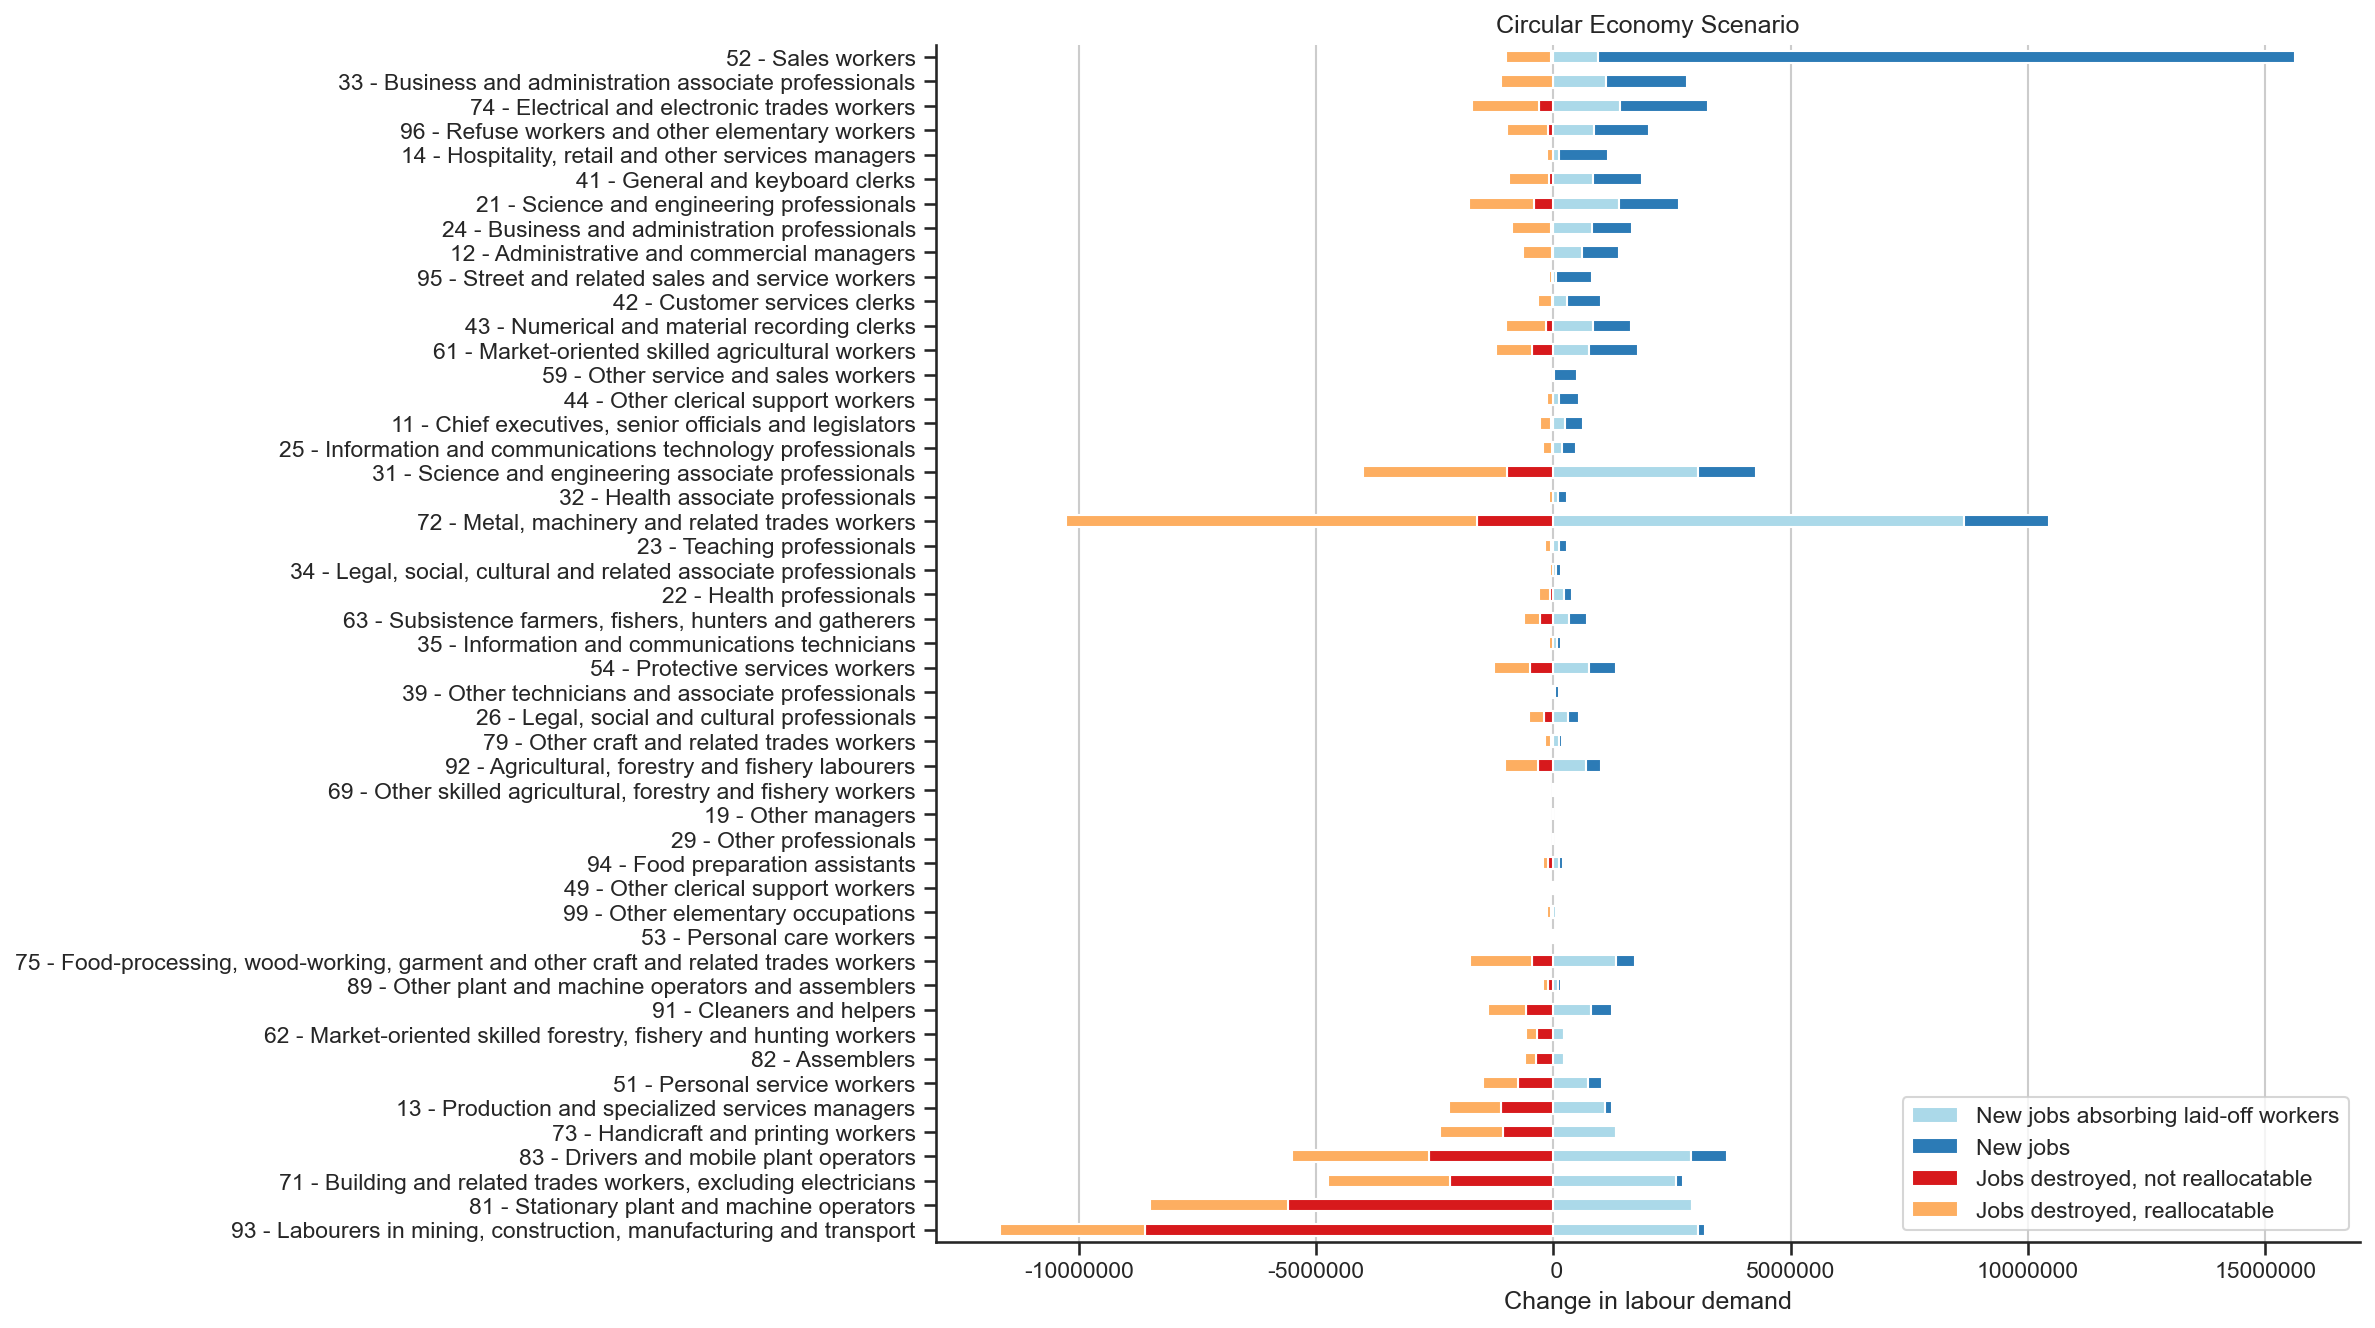 Circular Economy Scenario
52 - Sales workers
33 - Business and administration associate professionals
74 - Electrical and electronic trades workers
96 - Refuse workers and other elementary workers
14 - Hospitality, retail and other services managers
41 - General and keyboard clerks
21 - Science and engineering professionals
24 - Business and administration professionals
12 - Administrative and commercial managers
95 - Street and related sales and service workers
42 - Customer services clerks
43 - Numerical and material recording clerks
61 - Market-oriented skilled agricultural workers
59 - Other service and sales workers
44 - Other clerical support workers
11 - Chief executives, senior officials and legislators
25 - Information and communications technology professionals
31 - Science and engineering associate professionals
32 - Health associate professionals
72 - Metal, machinery and related trades workers
23 - Teaching professionals
34 - Legal, social, cultural and related associate professionals
22 - Health professionals
63 - Subsistence farmers, fishers, hunters and gatherers
35 - Information and communications technicians
54 - Protective services workers
39 - Other technicians and associate professionals
26 - Legal, social and cultural professionals
79 - Other craft and related trades workers
92 - Agricultural, forestry and fishery labourers
69 - Other skilled agricultural, forestry and fishery workers
19 - Other managers
29 - Other professionals
94 - Food preparation assistants
49 - Other clerical support workers
99 - Other elementary occupations
53 - Personal care workers
75 - Food-processing, wood-working, garment and other craft and related trades workers
89 - Other plant and machine operators and assemblers
91 - Cleaners and helpers
62 - Market-oriented skilled forestry, fishery and hunting workers
82 - Assemblers
51 - Personal service workers
13 - Production and specialized services managers
73 - Handicraft and printing workers
83 - Drivers and mobile plant operators
71 - Building and related trades workers, excluding electricians
81 - Stationary plant and machine operators
93 - Labourers in mining, construction, manufacturing and transport
New jobs absorbing laid-off workers
New jobs
Jobs destroyed, not reallocatable
Jobs destroyed, reallocatable
-10000000 -5000000 0 5000000 10000000 15000000
Change in labour demand